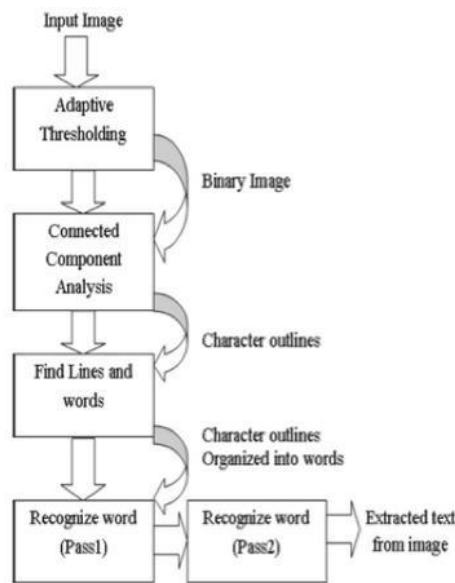 Input Image
Adaptive
Thresholding
Binary Image
Connected
Component
Analysis
Character outlines
Find Lines and
words
Character outlines
Organized into words
Recognize word
(Pass1)
Recognize word
(Pass2)
Extracted text
from image